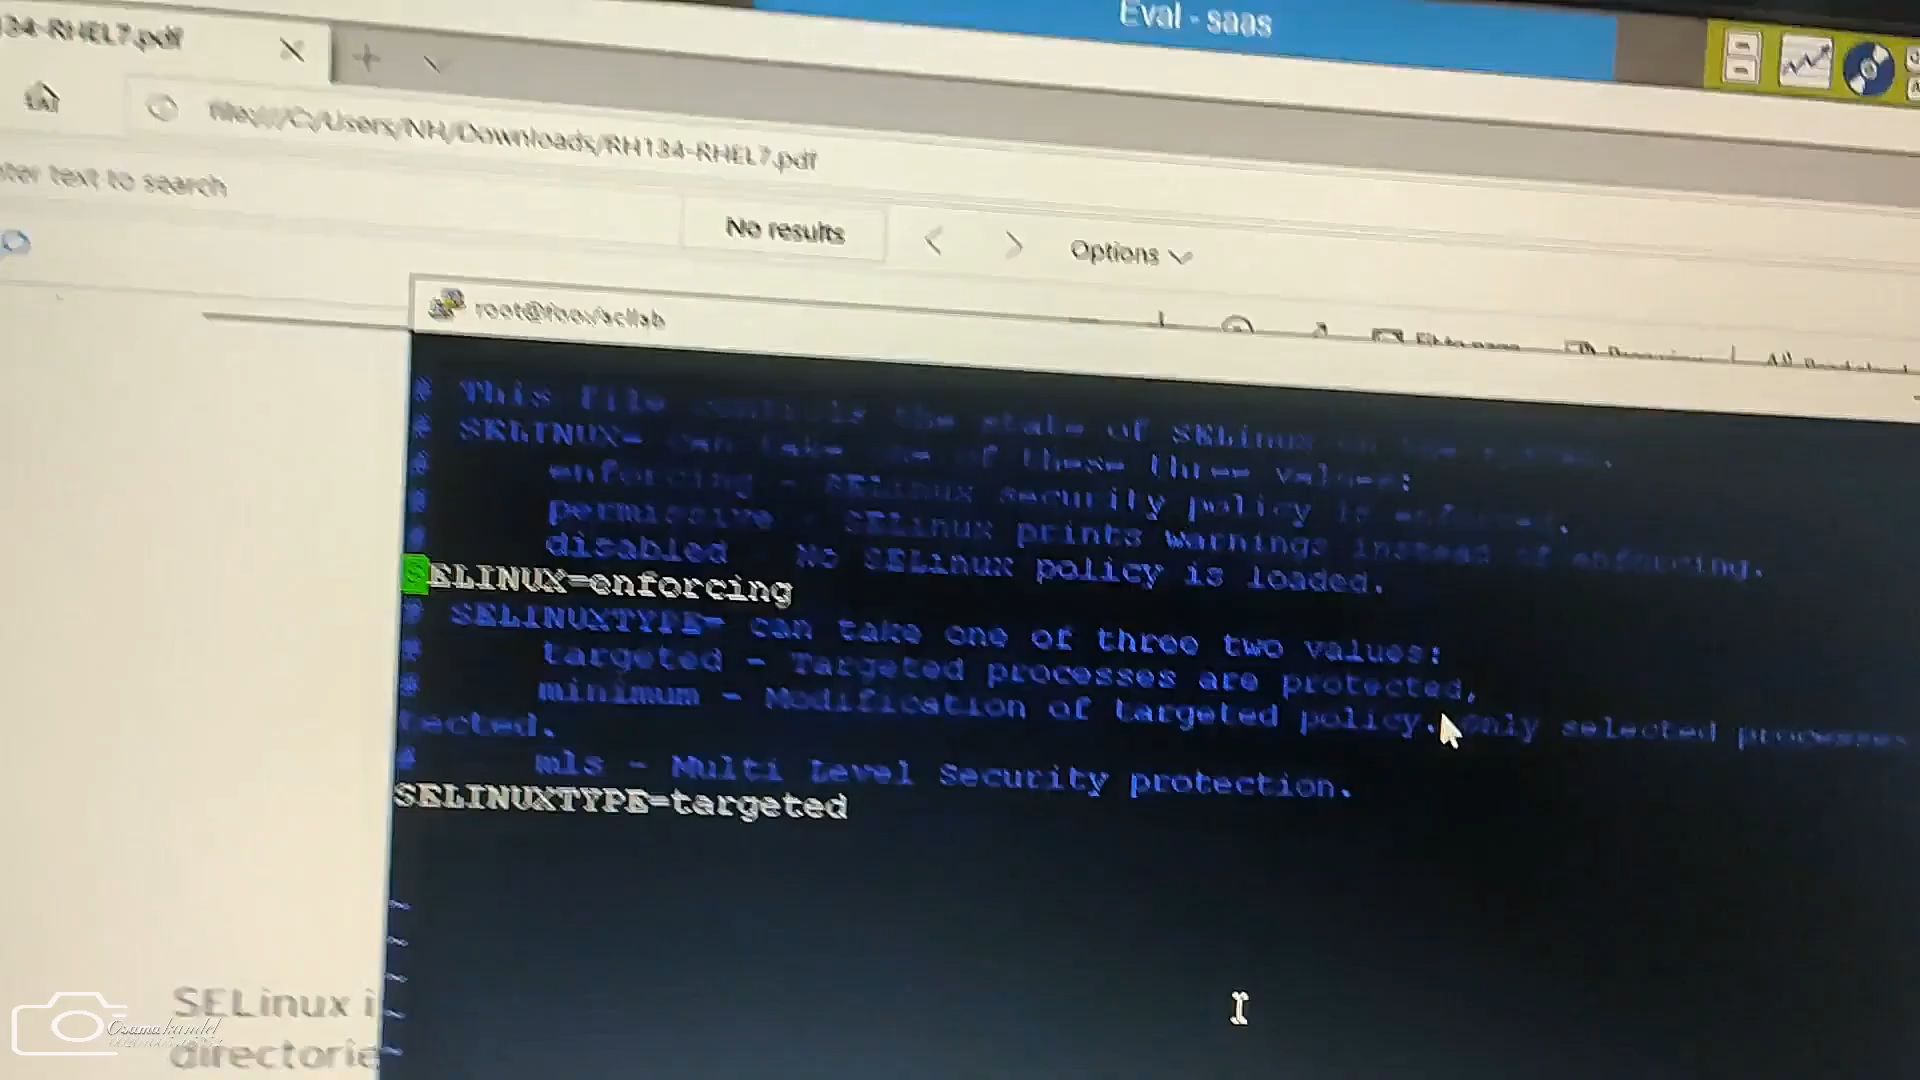 Eval - saas
134-RHEL7.pdf
file:///C:/Users/NH/Downloads/RH134-RHEL7.pdf
ter text to search
No results
Options
root@foo:/acllab
# This file controls the state of SELinux on the system.
# SELINUX= can take one of these three values:
# enforcing - SELinux security policy is enforced.
# permissive - SELinux prints warnings instead of enforcing.
# disabled - No SELinux policy is loaded.
SELINUX=enforcing
# SELINUXTYPE= can take one of three two values:
# targeted - Targeted processes are protected,
# minimum - Modification of targeted policy. Only selected processes
tected.
# mls - Multi Level Security protection.
SELINUXTYPE=targeted
~
~
~
~
~
SELinux i
directorie
Osama kandel